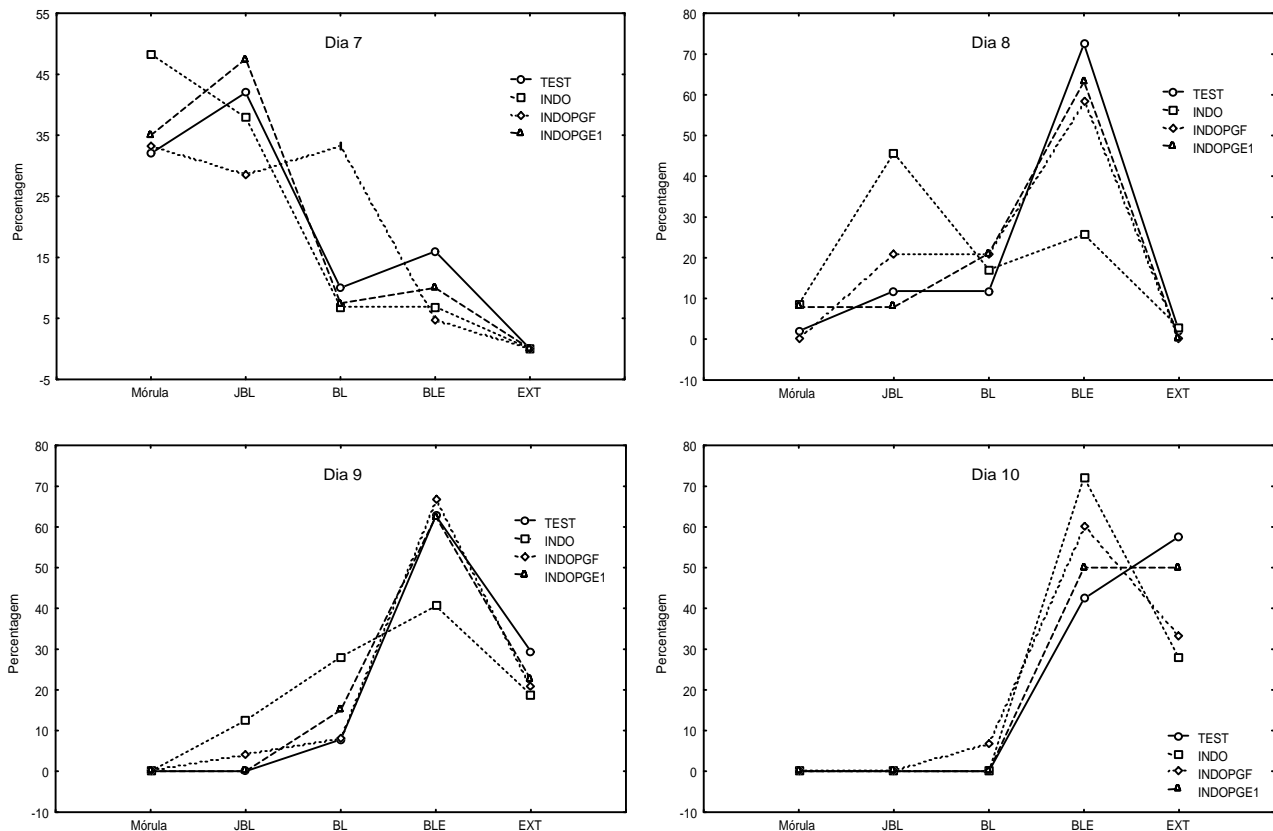 Dia 7
TEST
INDO
INDOPGF
INDOPGE1
Percentagem
55
45
35
25
15
5
-5
Mórula JBL BL BLE EXT
Dia 8
TEST
INDO
INDOPGF
INDOPGE1
Percentagem
80
70
60
50
40
30
20
10
0
-10
Mórula JBL BL BLE EXT
Dia 9
TEST
INDO
INDOPGF
INDOPGE1
Percentagem
80
70
60
50
40
30
20
10
0
-10
Mórula JBL BL BLE EXT
Dia 10
TEST
INDO
INDOPGF
INDOPGE1
Percentagem
80
70
60
50
40
30
20
10
0
-10
Mórula JBL BL BLE EXT